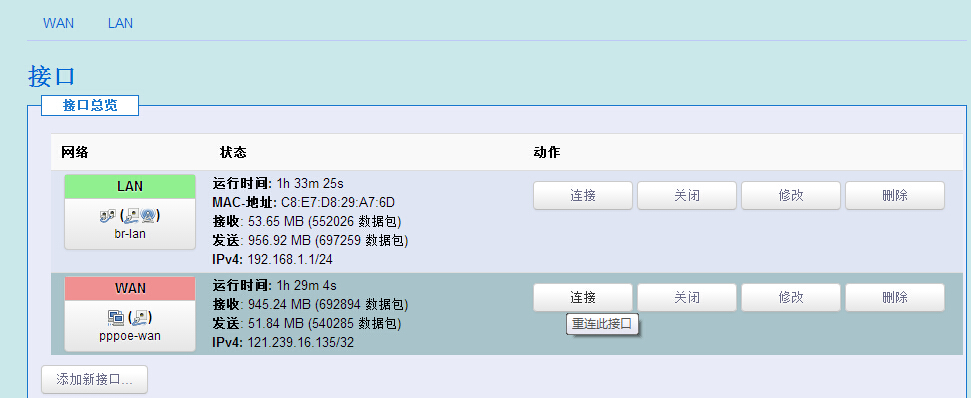 WAN LAN
接口
接口总览
网络 状态 动作
LAN
br-lan
运行时间: 1h 33m 25s
MAC-地址: C8:E7:D8:29:A7:6D
接收: 53.65 MB (552026 数据包)
发送: 956.92 MB (697259 数据包)
IPv4: 192.168.1.1/24
连接 关闭 修改 删除
WAN
pppoe-wan
运行时间: 1h 29m 4s
接收: 945.24 MB (692894 数据包)
发送: 51.84 MB (540285 数据包)
IPv4: 121.239.16.135/32
连接 关闭 修改 删除
重连此接口
添加新接口...